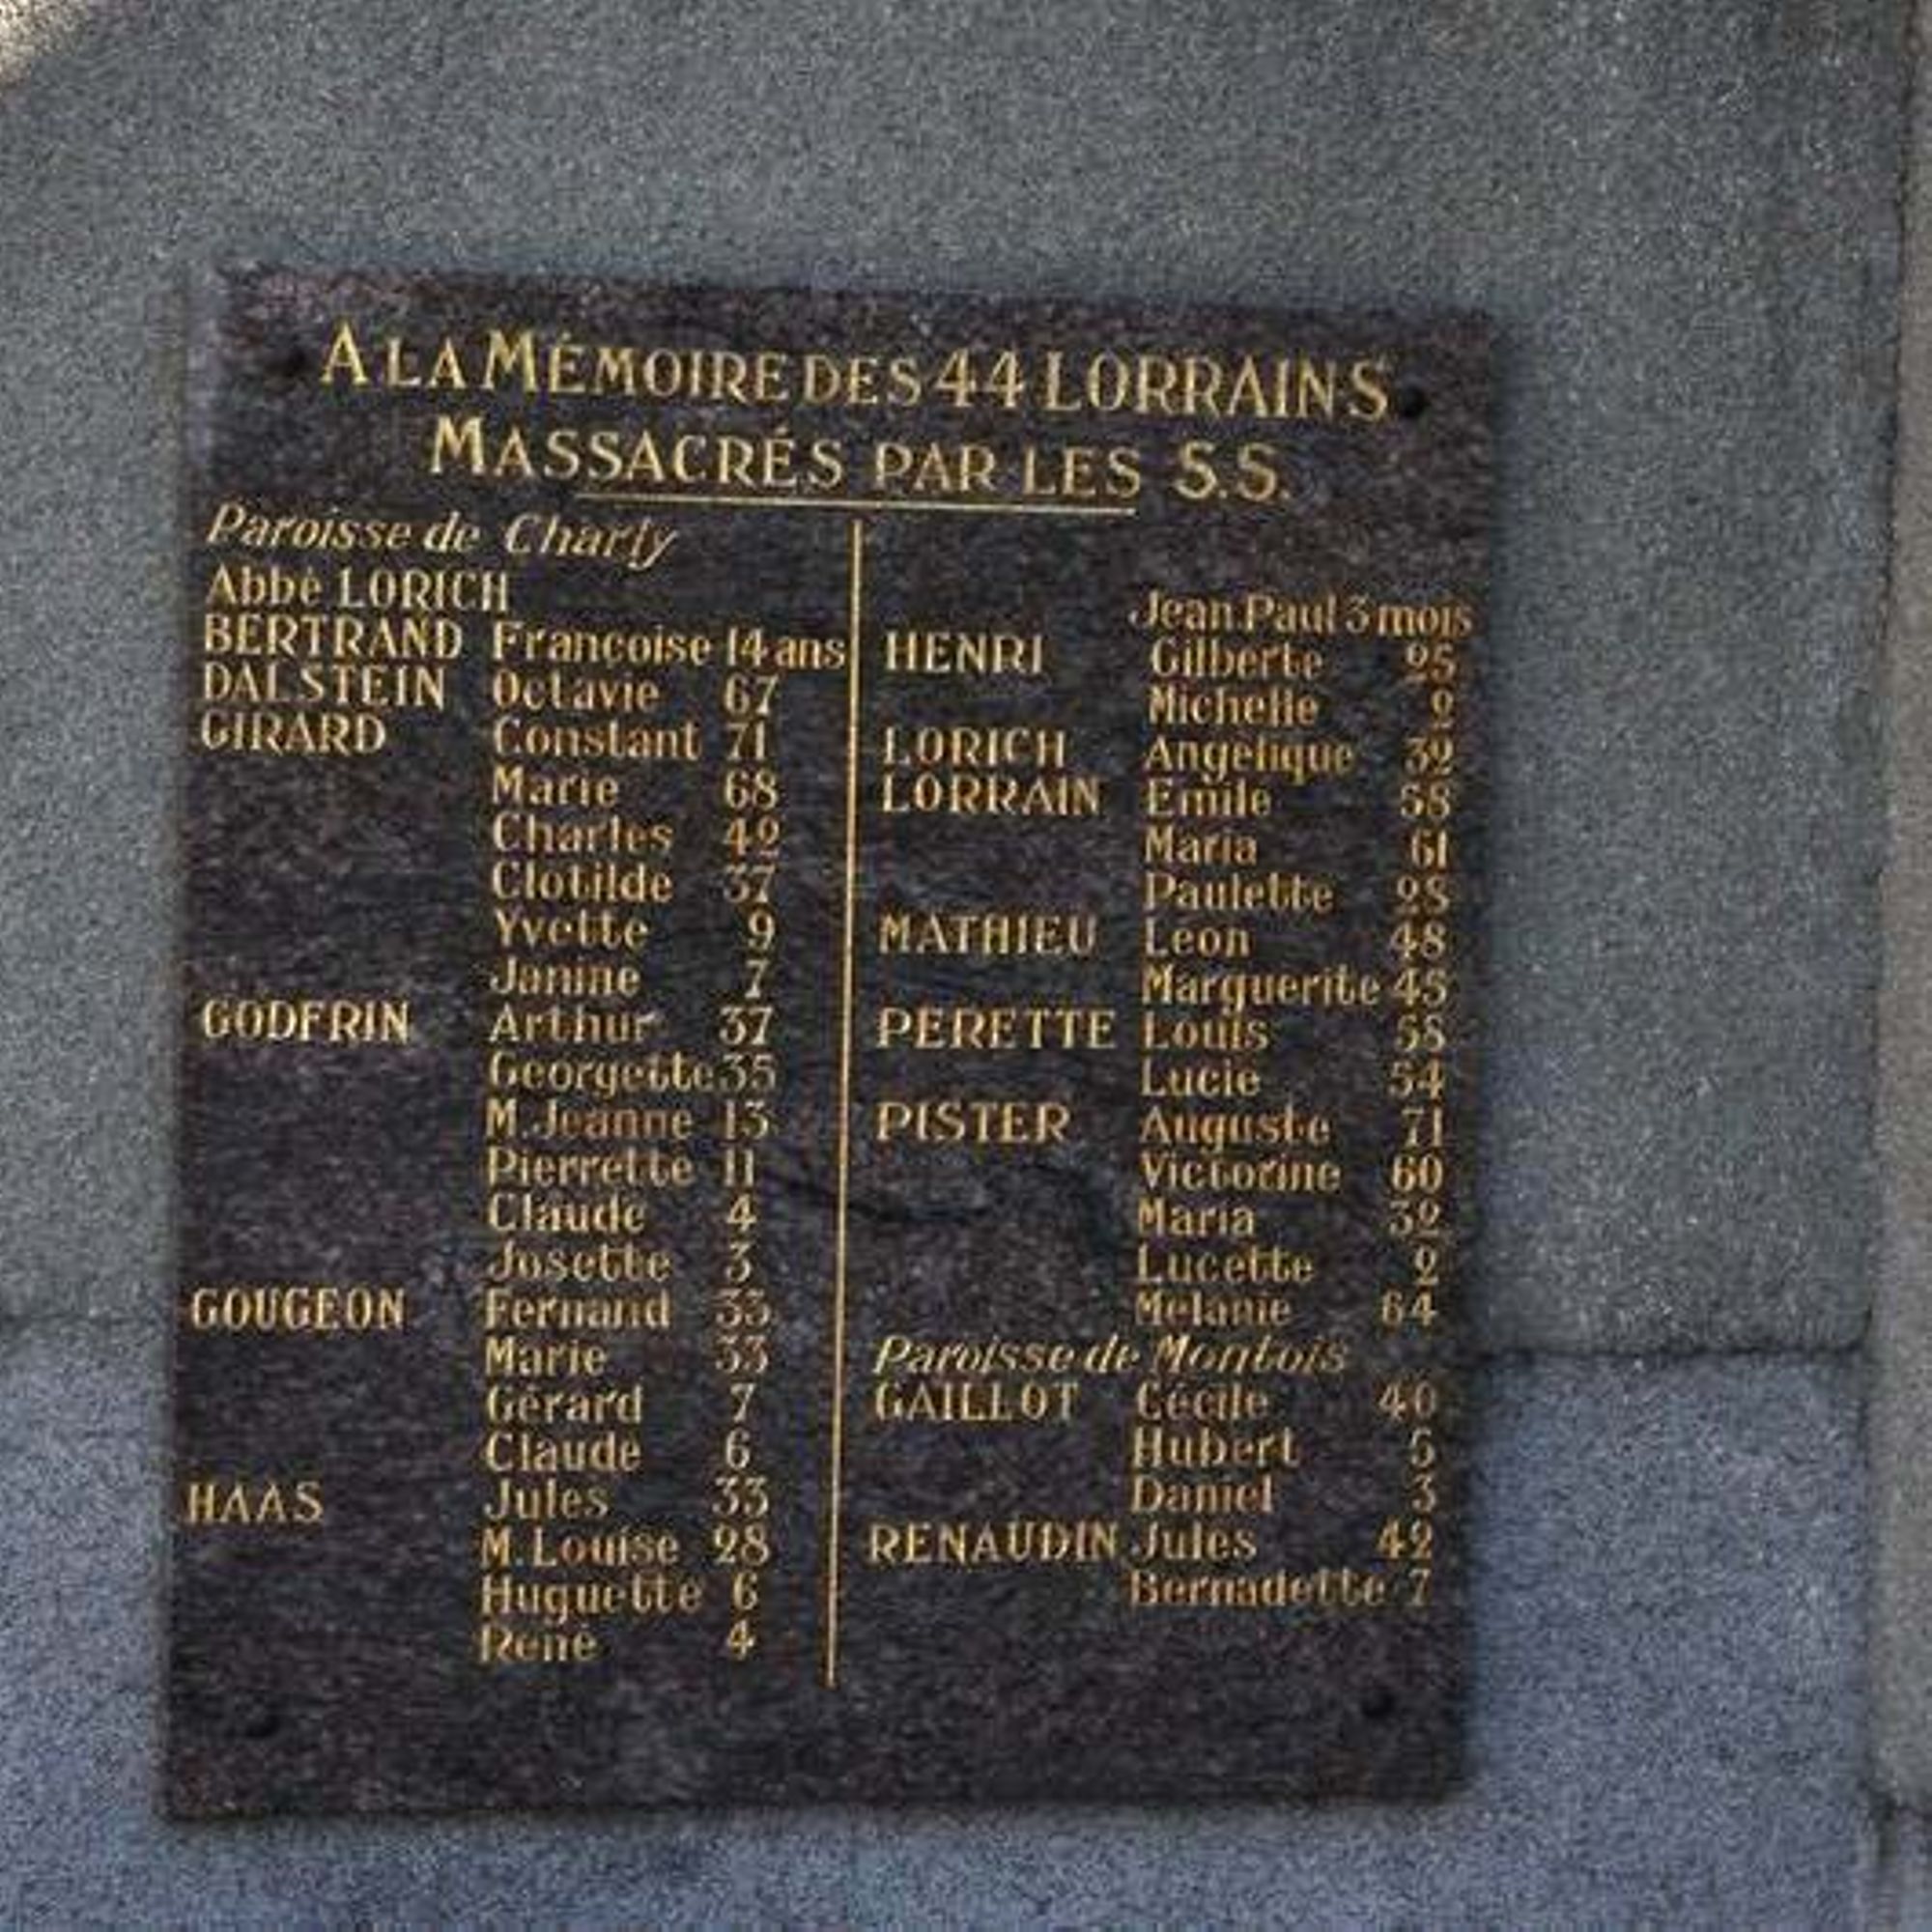 A LA MÉMOIRE DES 44 LORRAINS
MASSACRÉS PAR LES S.S.
Paroisse de Charly
Abbé LORICH
BERTRAND Françoise 14 ans
DALSTEIN Octavie 67
GIRARD Constant 71
Marie 68
Charles 42
Clotilde 37
Yvette 9
Janine 7
GODFRIN Arthur 37
Georgette 35
M. Jeanne 13
Pierrette 11
Claude 4
Josette 3
GOUGEON Fernand 33
Marie 33
Gérard 7
Claude 6
HAAS Jules 33
M. Louise 28
Huguette 6
René 4
Jean.Paul 3 mois
HENRI Gilberte 25
Michelle 2
LORICH Angélique 32
LORRAIN Emile 58
Maria 61
Paulette 28
MATHIEU Léon 48
Marguerite 45
PERETTE Louis 58
Lucie 54
PISTER Auguste 71
Victorine 60
Maria 32
Lucette 2
Mélanie 64
Paroisse de Montois
GAILLOT Cécile 40
Hubert 5
Daniel 3
RENAUDIN Jules 42
Bernadette 7